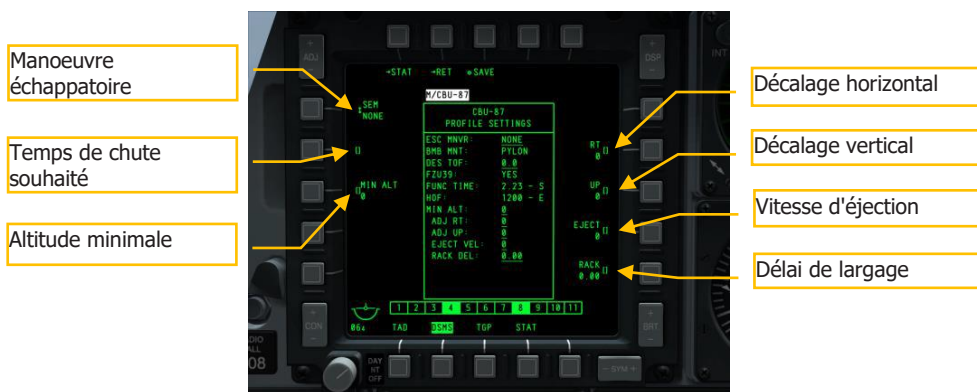 Manoeuvre
échappatoire
Temps de chute
souhaité
Altitude minimale
ADJ
DSP
INT
→STAT →RET ⊕SAVE
M/CBU-87
SEM
NONE
CBU-87
PROFILE SETTINGS
ESC MNVR: NONE
BMB MNT: PYLON
DES TOF: 0.0
FZU39: YES
FUNC TIME: 2.23 - S
HOF: 1200 - E
MIN ALT: 0
ADJ RT: 0
ADJ UP: 0
EJECT VEL: 0
RACK DEL: 0.00
[]
[]MIN ALT
0
RT []
0
UP []
0
EJECT []
0
RACK []
0.00
1 2 3 4 5 6 7 8 9 10 11
TAD DSMS TGP STAT
CON
BRT
DAY
NT
OFF
- SYM +
08
Décalage horizontal
Décalage vertical
Vitesse d'éjection
Délai de largage